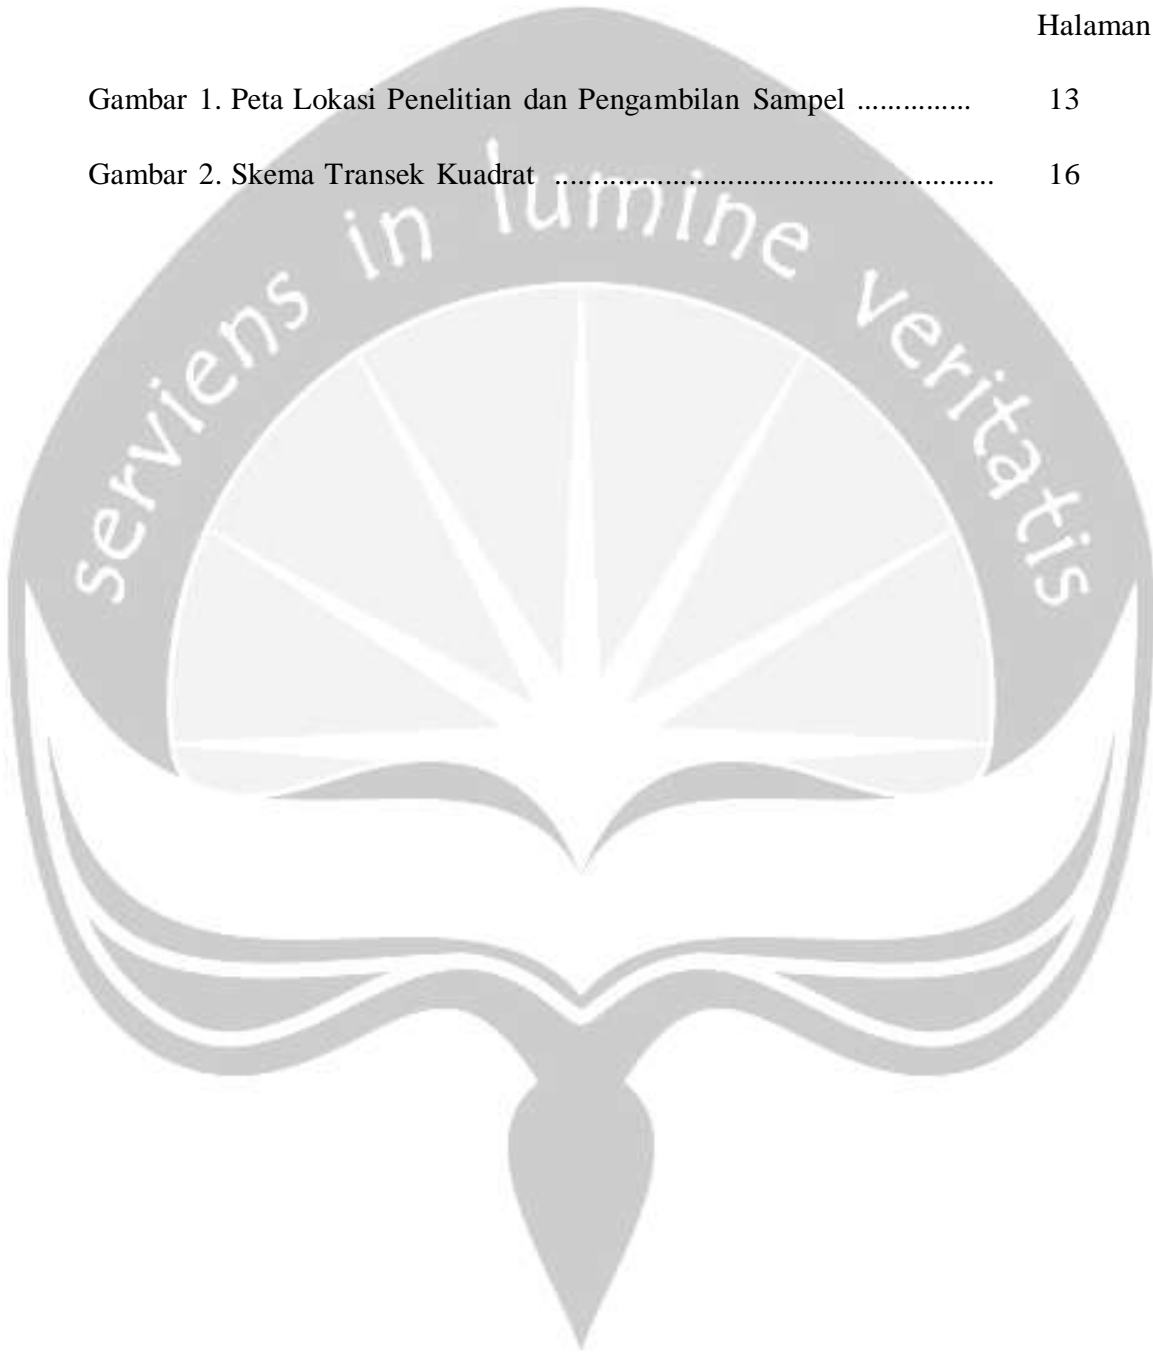 Halaman
Gambar 1. Peta Lokasi Penelitian dan Pengambilan Sampel ............... 13
Gambar 2. Skema Transek Kuadrat ........................................................ 16
serviens in lumine veritatis